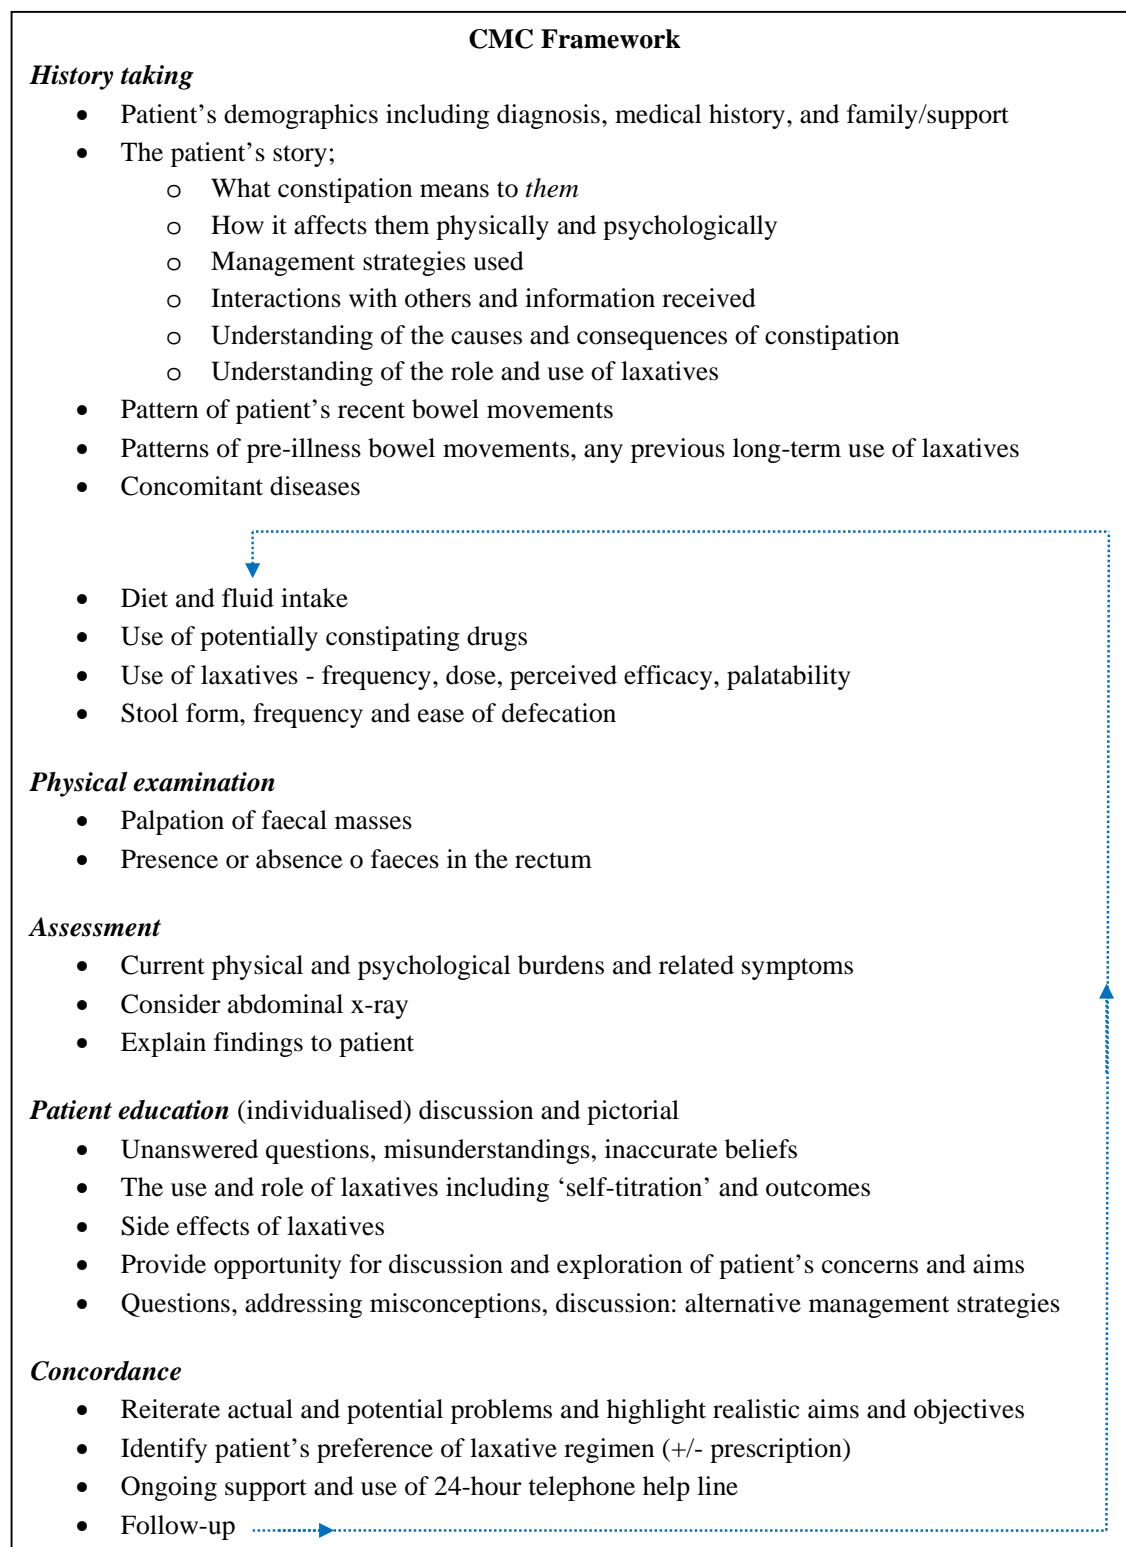 CMC Framework
History taking
• Patient’s demographics including diagnosis, medical history, and family/support
• The patient’s story;
o What constipation means to them
o How it affects them physically and psychologically
o Management strategies used
o Interactions with others and information received
o Understanding of the causes and consequences of constipation
o Understanding of the role and use of laxatives
• Pattern of patient’s recent bowel movements
• Patterns of pre-illness bowel movements, any previous long-term use of laxatives
• Concomitant diseases
• Diet and fluid intake
• Use of potentially constipating drugs
• Use of laxatives - frequency, dose, perceived efficacy, palatability
• Stool form, frequency and ease of defecation
Physical examination
• Palpation of faecal masses
• Presence or absence o faeces in the rectum
Assessment
• Current physical and psychological burdens and related symptoms
• Consider abdominal x-ray
• Explain findings to patient
Patient education (individualised) discussion and pictorial
• Unanswered questions, misunderstandings, inaccurate beliefs
• The use and role of laxatives including ‘self-titration’ and outcomes
• Side effects of laxatives
• Provide opportunity for discussion and exploration of patient’s concerns and aims
• Questions, addressing misconceptions, discussion: alternative management strategies
Concordance
• Reiterate actual and potential problems and highlight realistic aims and objectives
• Identify patient’s preference of laxative regimen (+/- prescription)
• Ongoing support and use of 24-hour telephone help line
• Follow-up